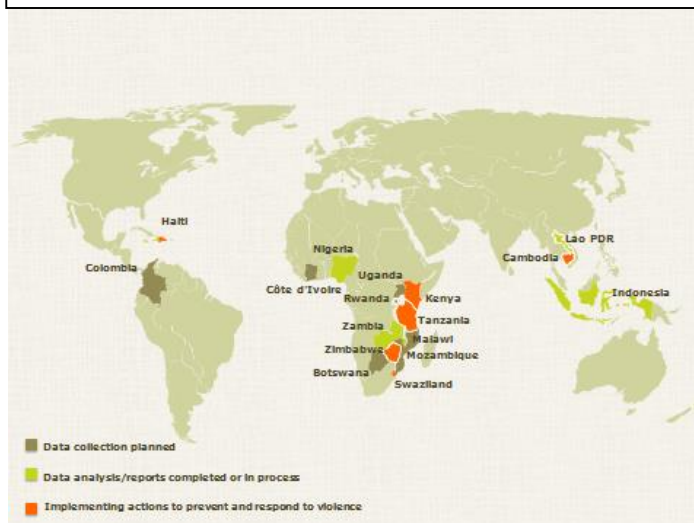 Haiti
Lao PDR
Nigeria
Cambodia
Colombia
Uganda
Indonesia
Côte d'Ivoire
Rwanda
Kenya
Tanzania
Zambia
Malawi
Zimbabwe
Mozambique
Botswana
Swaziland
Data collection planned
Data analysis/reports completed or in process
Implementing actions to prevent and respond to violence